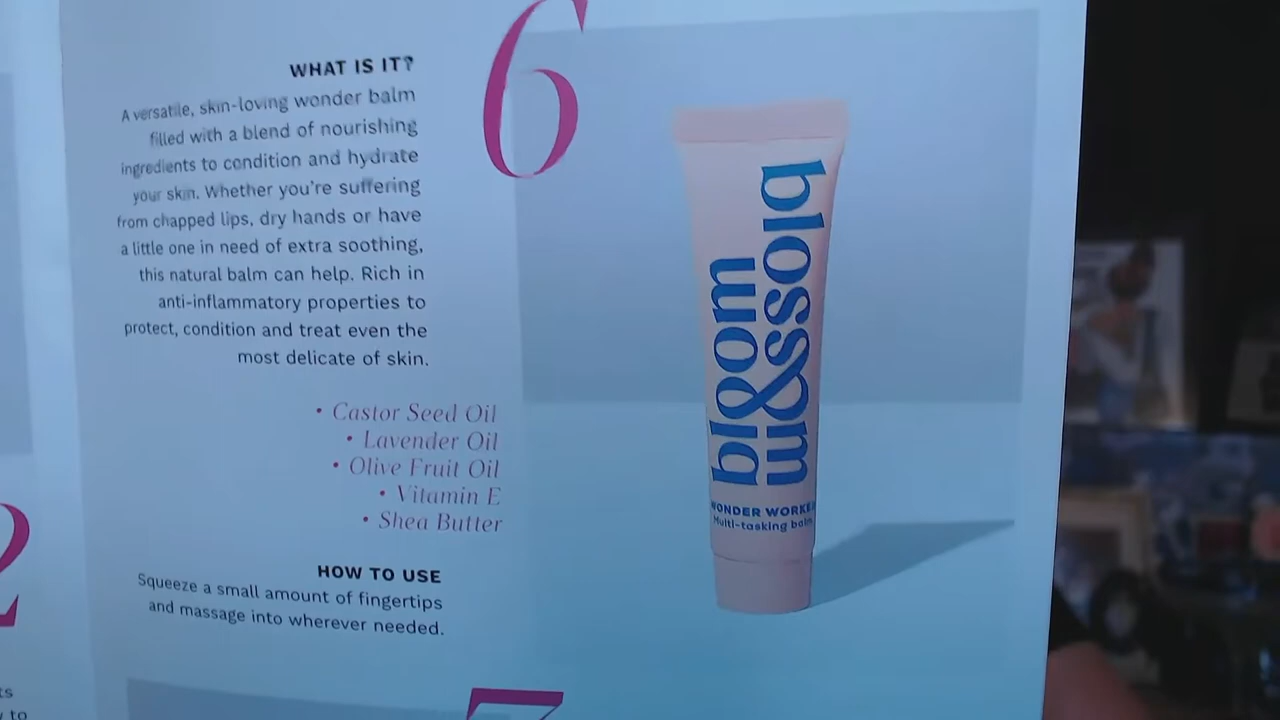 6
WHAT IS IT?
A versatile, skin-loving wonder balm
filled with a blend of nourishing
ingredients to condition and hydrate
your skin. Whether you're suffering
from chapped lips, dry hands or have
a little one in need of extra soothing,
this natural balm can help. Rich in
anti-inflammatory properties to
protect, condition and treat even the
most delicate of skin.
• Castor Seed Oil
• Lavender Oil
• Olive Fruit Oil
• Vitamin E
• Shea Butter
HOW TO USE
Squeeze a small amount of fingertips
and massage into wherever needed.
bloom
&
blossom
WONDER WORKER
Multi-tasking balm
2
7
to